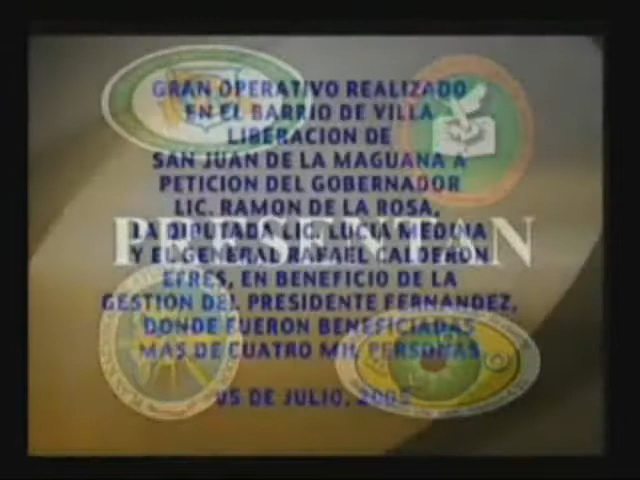 GRAN OPERATIVO REALIZADO
EN EL BARRIO DE VILLA
LIBERACION DE
SAN JUAN DE LA MAGUANA A
PETICION DEL GOBERNADOR
LIC. RAMON DE LA ROSA,
PRESENTAN
LA DIPUTADA LIC. LUCIA MEDINA
Y EL GENERAL RAFAEL CALDERON
EFRES, EN BENEFICIO DE LA
GESTION DEL PRESIDENTE FERNANDEZ,
DONDE FUERON BENEFICIADAS
MAS DE CUATRO MIL PERSONAS
05 DE JULIO,